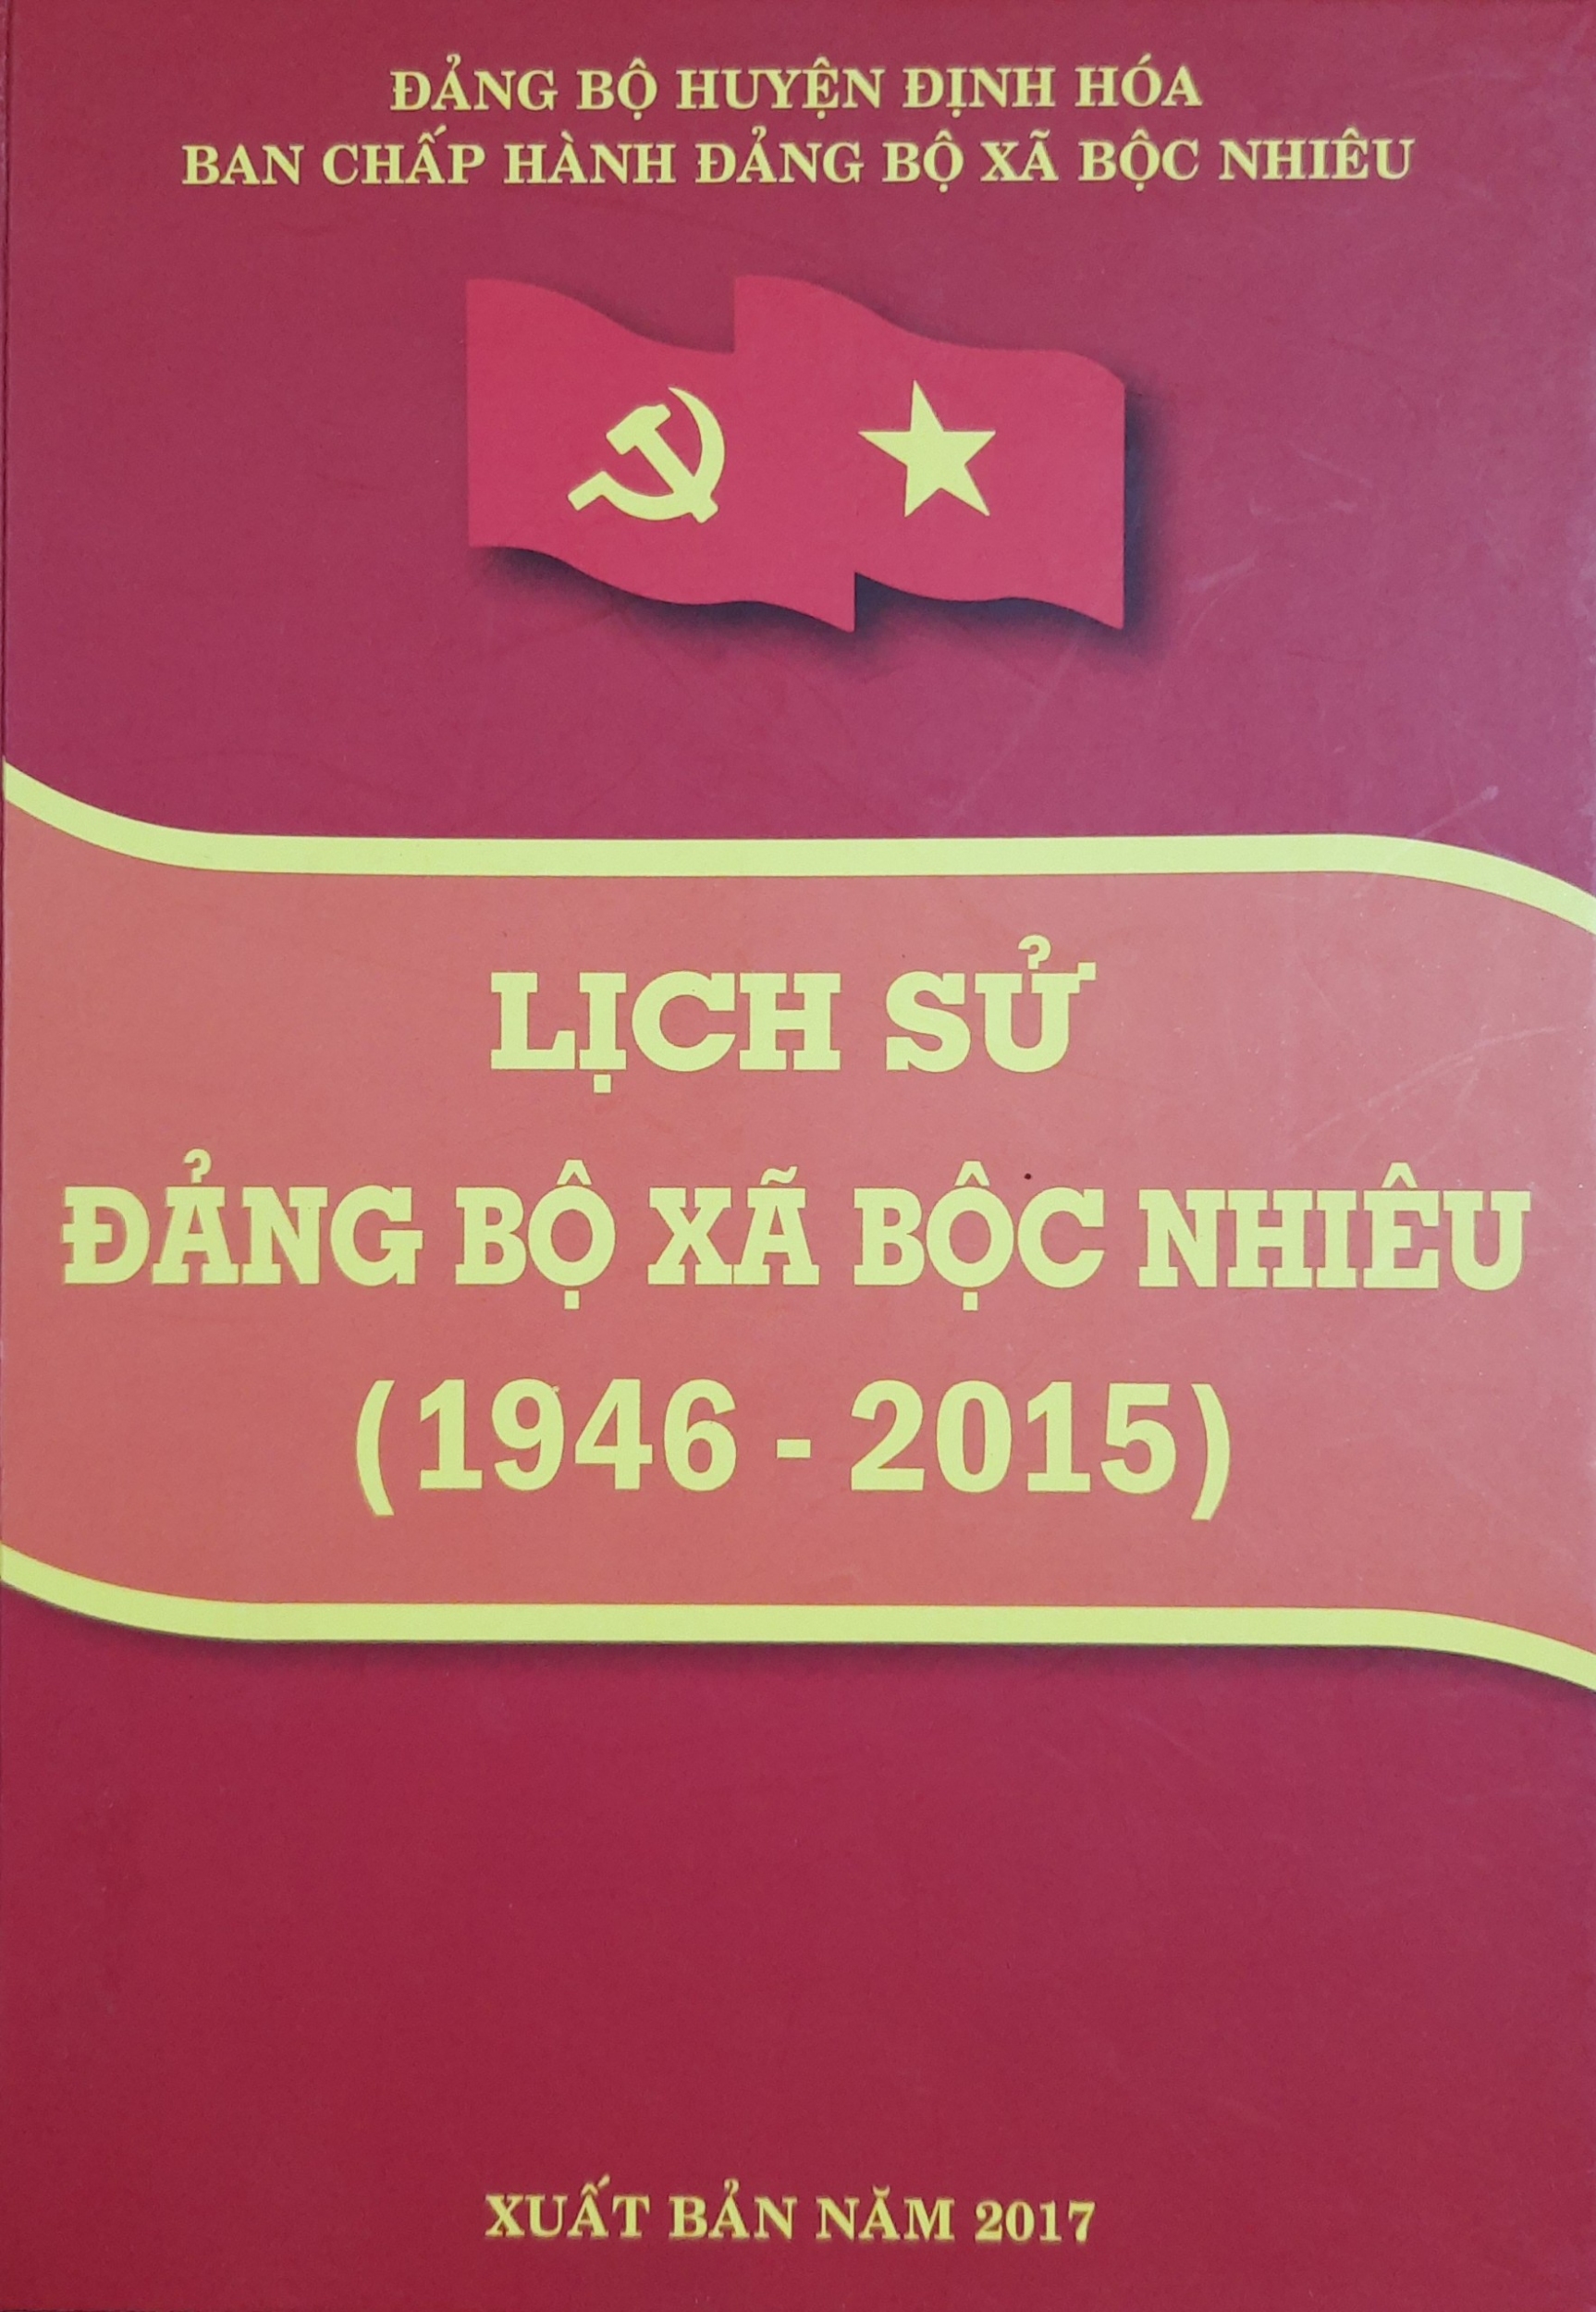 ĐẢNG BỘ HUYỆN ĐỊNH HÓA
BAN CHẤP HÀNH ĐẢNG BỘ XÃ BỘC NHIÊU
LỊCH SỬ
ĐẢNG BỘ XÃ BỘC NHIÊU
(1946 - 2015)
XUẤT BẢN NĂM 2017